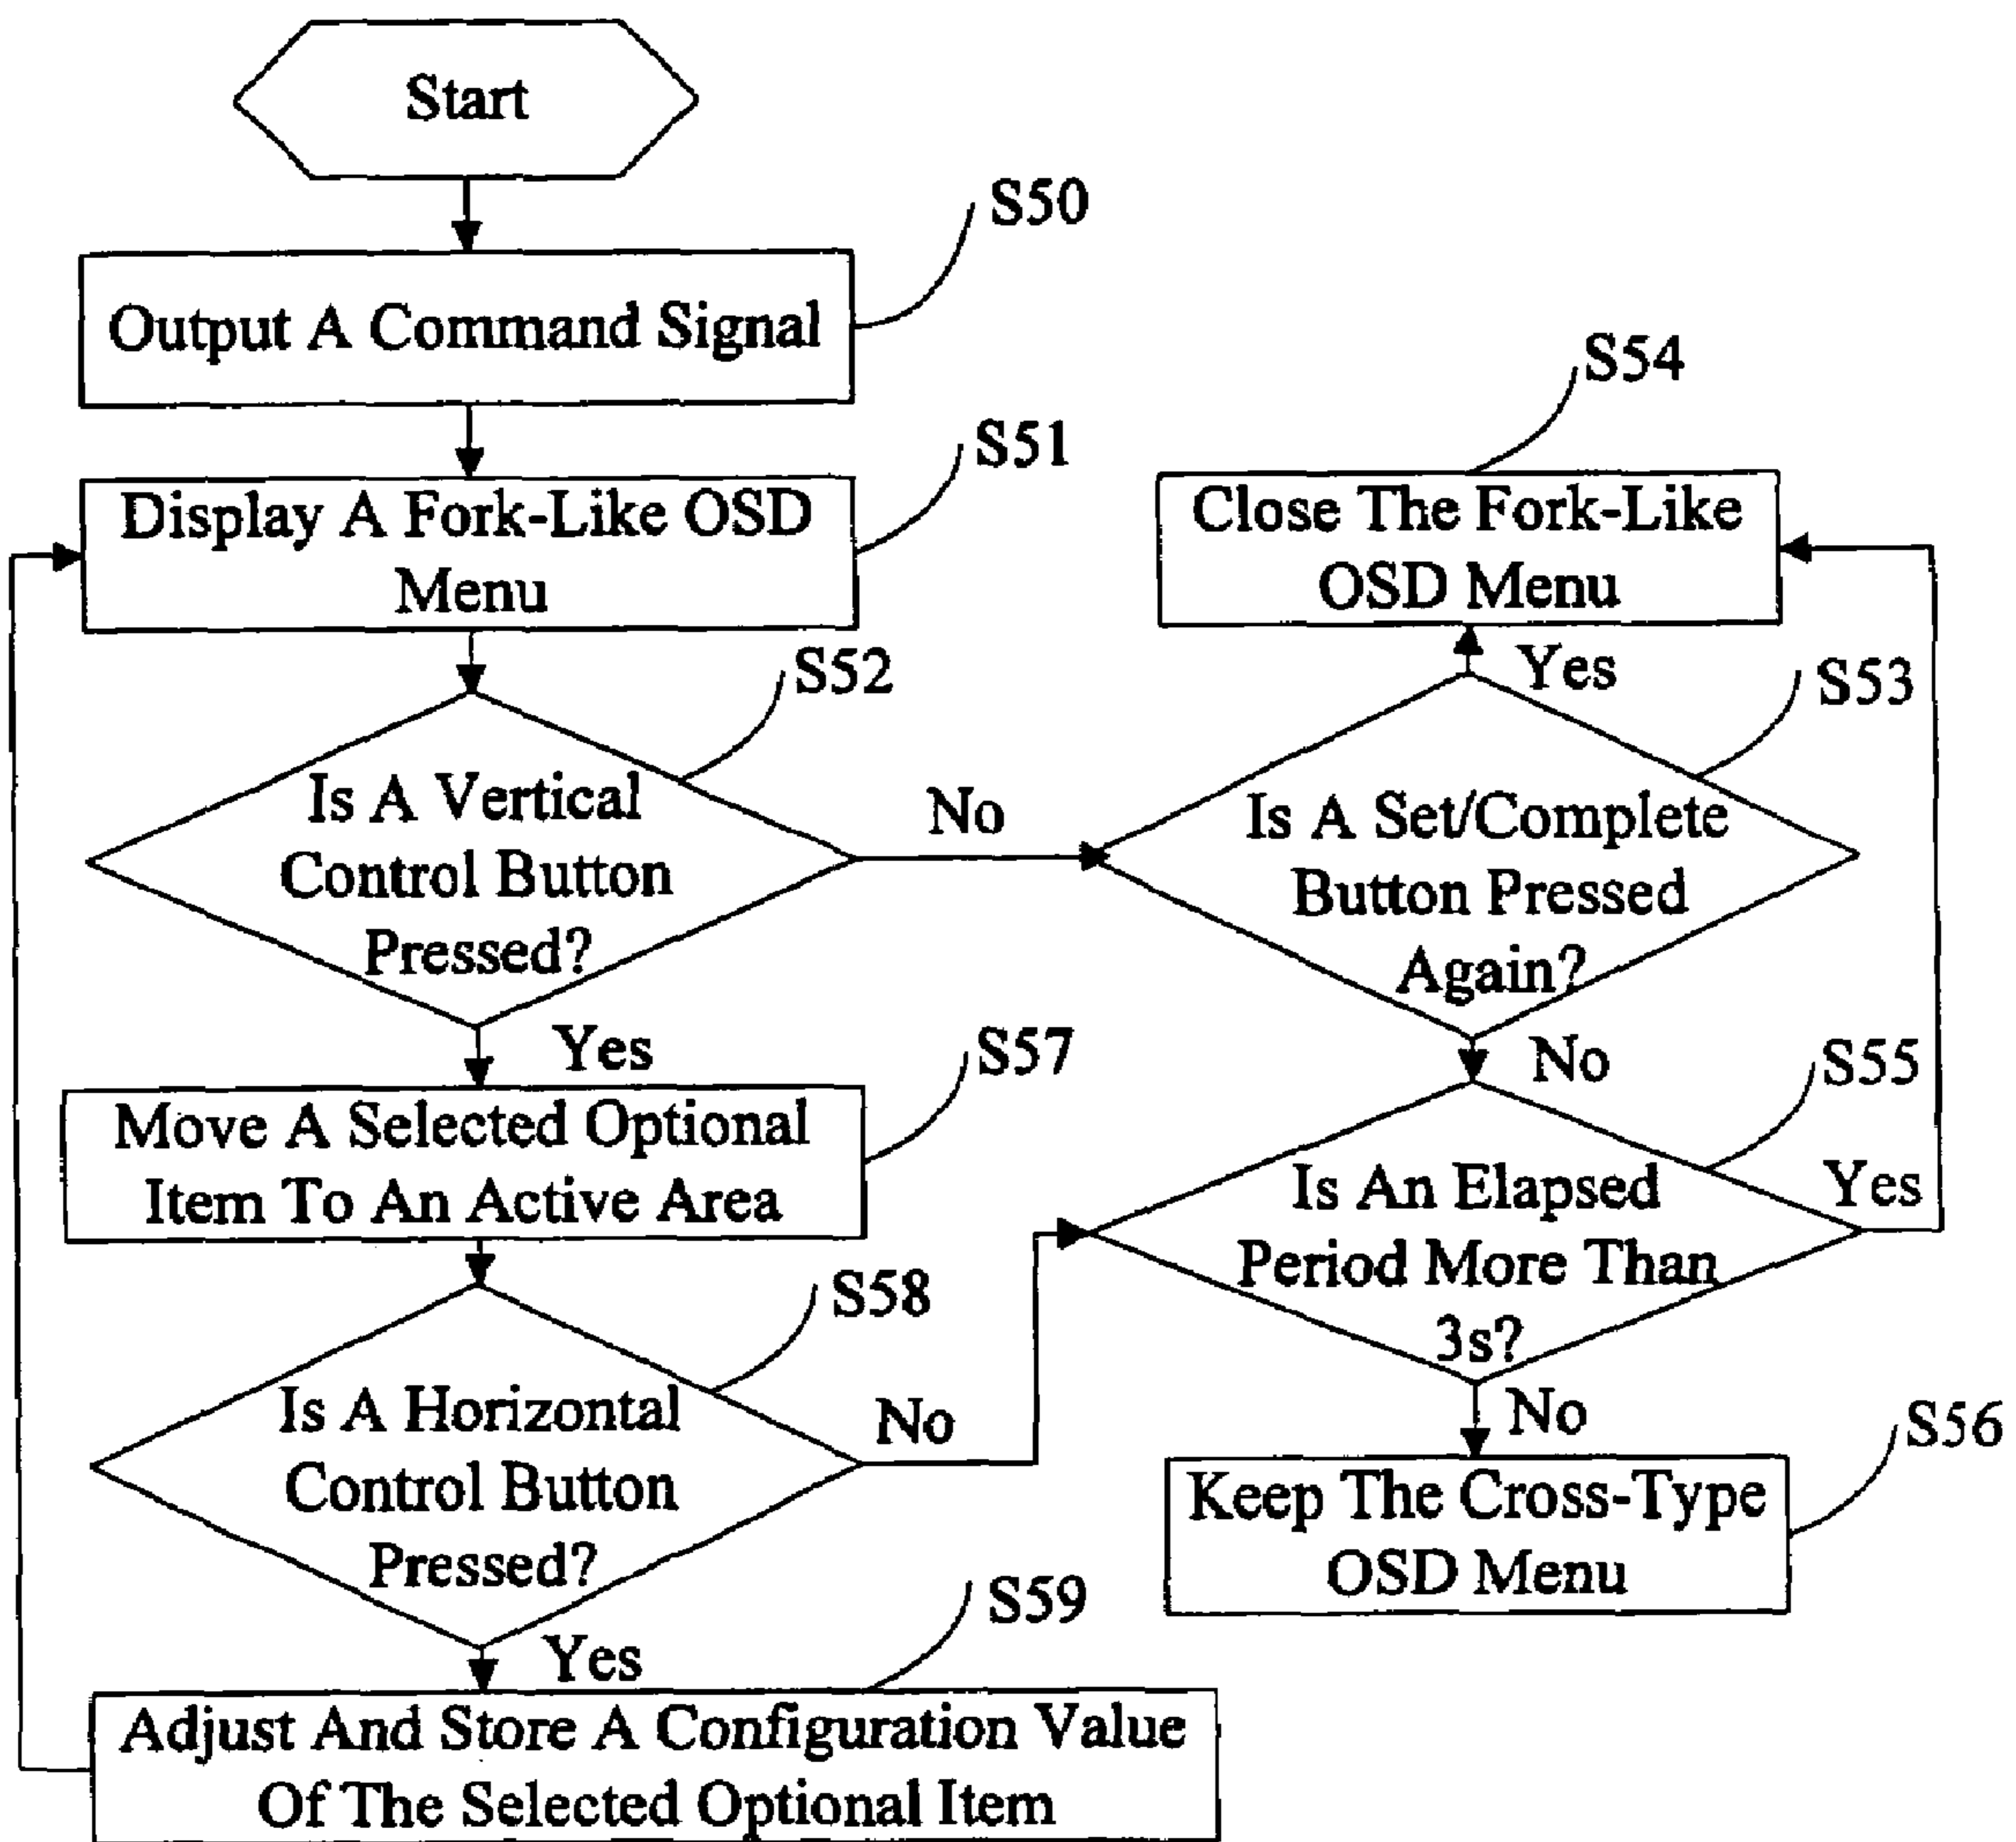 Start
S50
Output A Command Signal
S51
Display A Fork-Like OSD
Menu
S54
Close The Fork-Like
OSD Menu
S52
Is A Vertical
Control Button
Pressed?
No
Yes
S53
Is A Set/Complete
Button Pressed
Again?
Yes
S57
Move A Selected Optional
Item To An Active Area
No
S55
Is An Elapsed
Period More Than
3s?
Yes
S58
Is A Horizontal
Control Button
Pressed?
No
No
S56
Keep The Cross-Type
OSD Menu
Yes
S59
Adjust And Store A Configuration Value
Of The Selected Optional Item